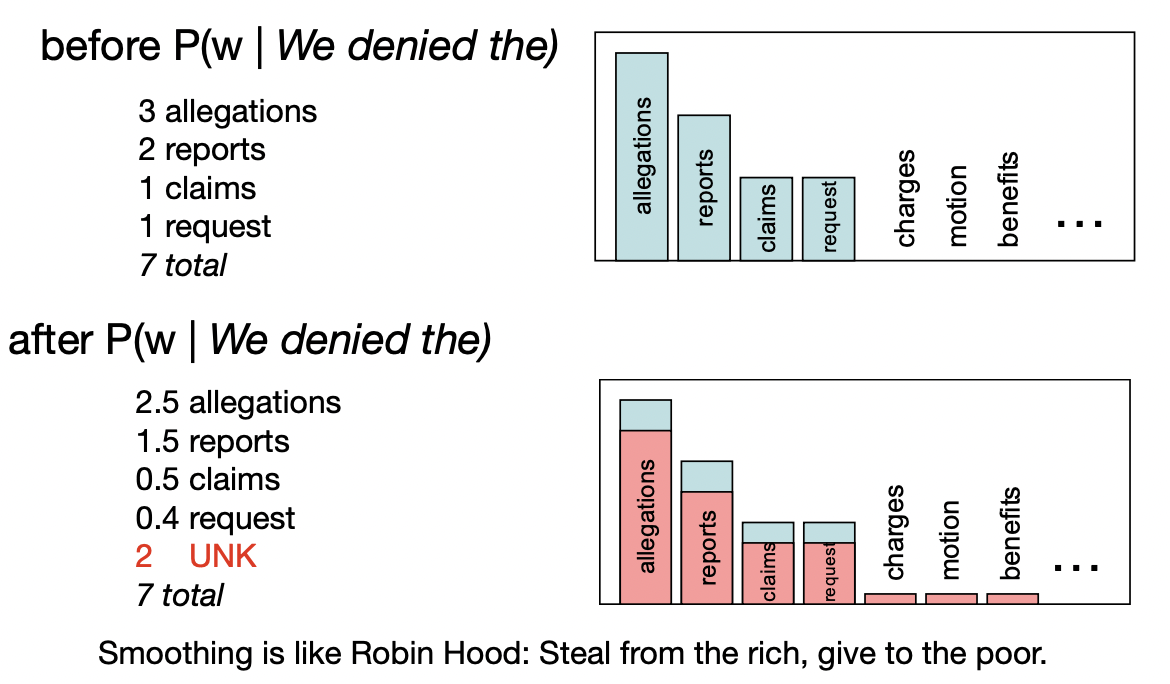 before P(w | We denied the)
3 allegations
2 reports
1 claims
1 request
7 total
allegations
reports
claims
request
charges
motion
benefits
...
after P(w | We denied the)
2.5 allegations
1.5 reports
0.5 claims
0.4 request
2 UNK
7 total
allegations
reports
claims
request
charges
motion
benefits
...
Smoothing is like Robin Hood: Steal from the rich, give to the poor.